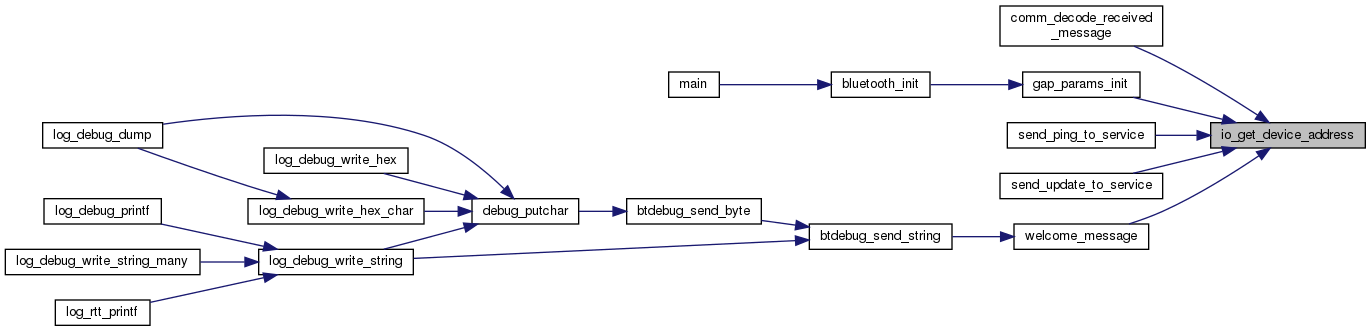 comm_decode_received
_message
main
bluetooth_init
gap_params_init
log_debug_dump
send_ping_to_service
io_get_device_address
log_debug_write_hex
send_update_to_service
log_debug_printf
log_debug_write_hex_char
debug_putchar
btdebug_send_byte
btdebug_send_string
welcome_message
log_debug_write_string_many
log_debug_write_string
log_rtt_printf